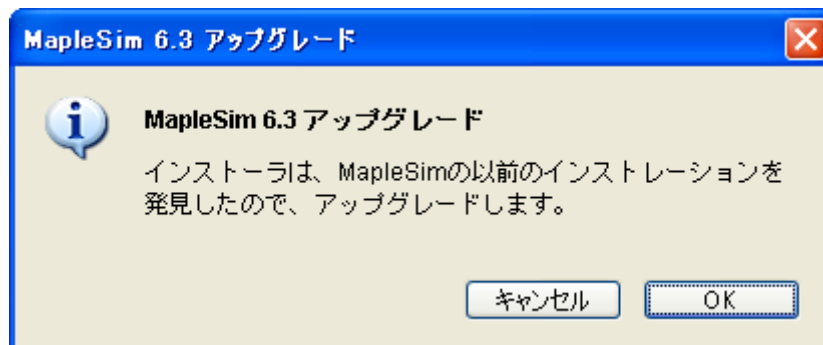 MapleSim 6.3 アップグレード
MapleSim 6.3 アップグレード
インストーラは、MapleSimの以前のインストレーションを
発見したので、アップグレードします。
キャンセル
OK